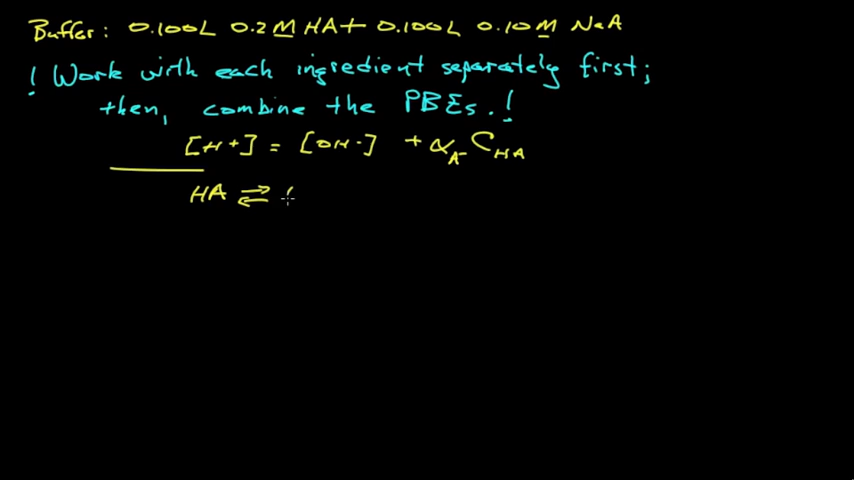 Buffer: 0.100L 0.2M HA + 0.100L 0.10M NaA
! Work with each ingredient separately first;
then, combine the PBEs.!
[H+] = [OH-] + αA- CHA
HA ⇄